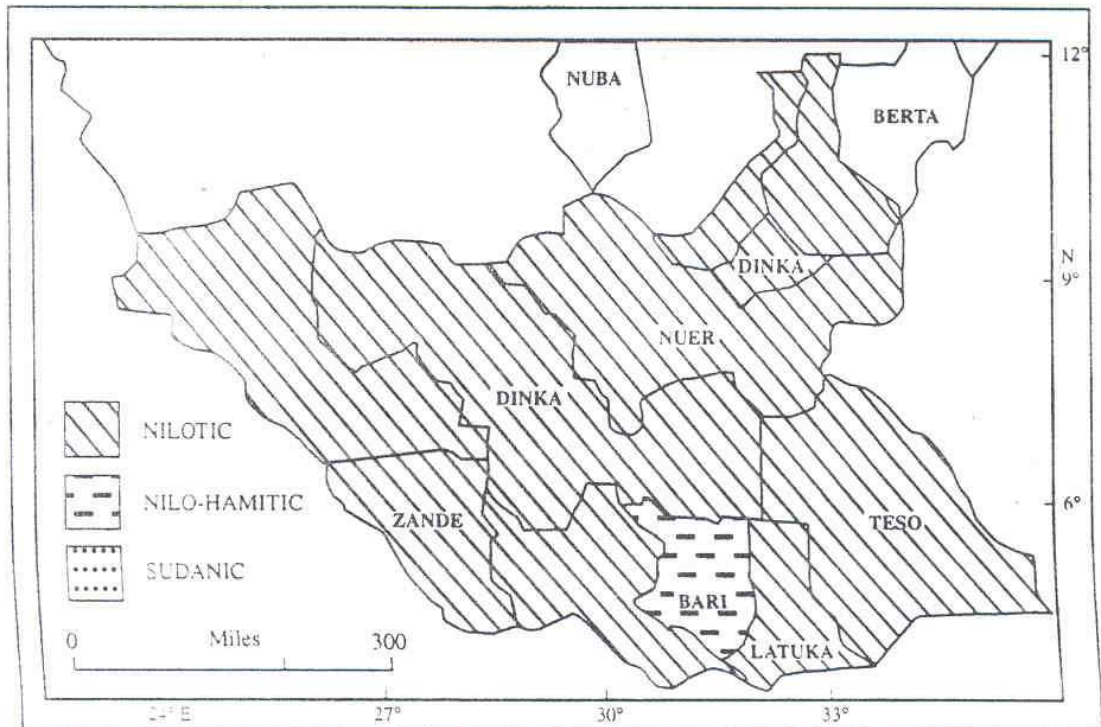 12°
NUBA
BERTA
N
DINKA
9°
NUER
DINKA
NILOTIC
NILO-HAMITIC
6°
ZANDE
TESO
SUDANIC
BARI
0 Miles 300
LATUKA
24° E 27° 30° 33°